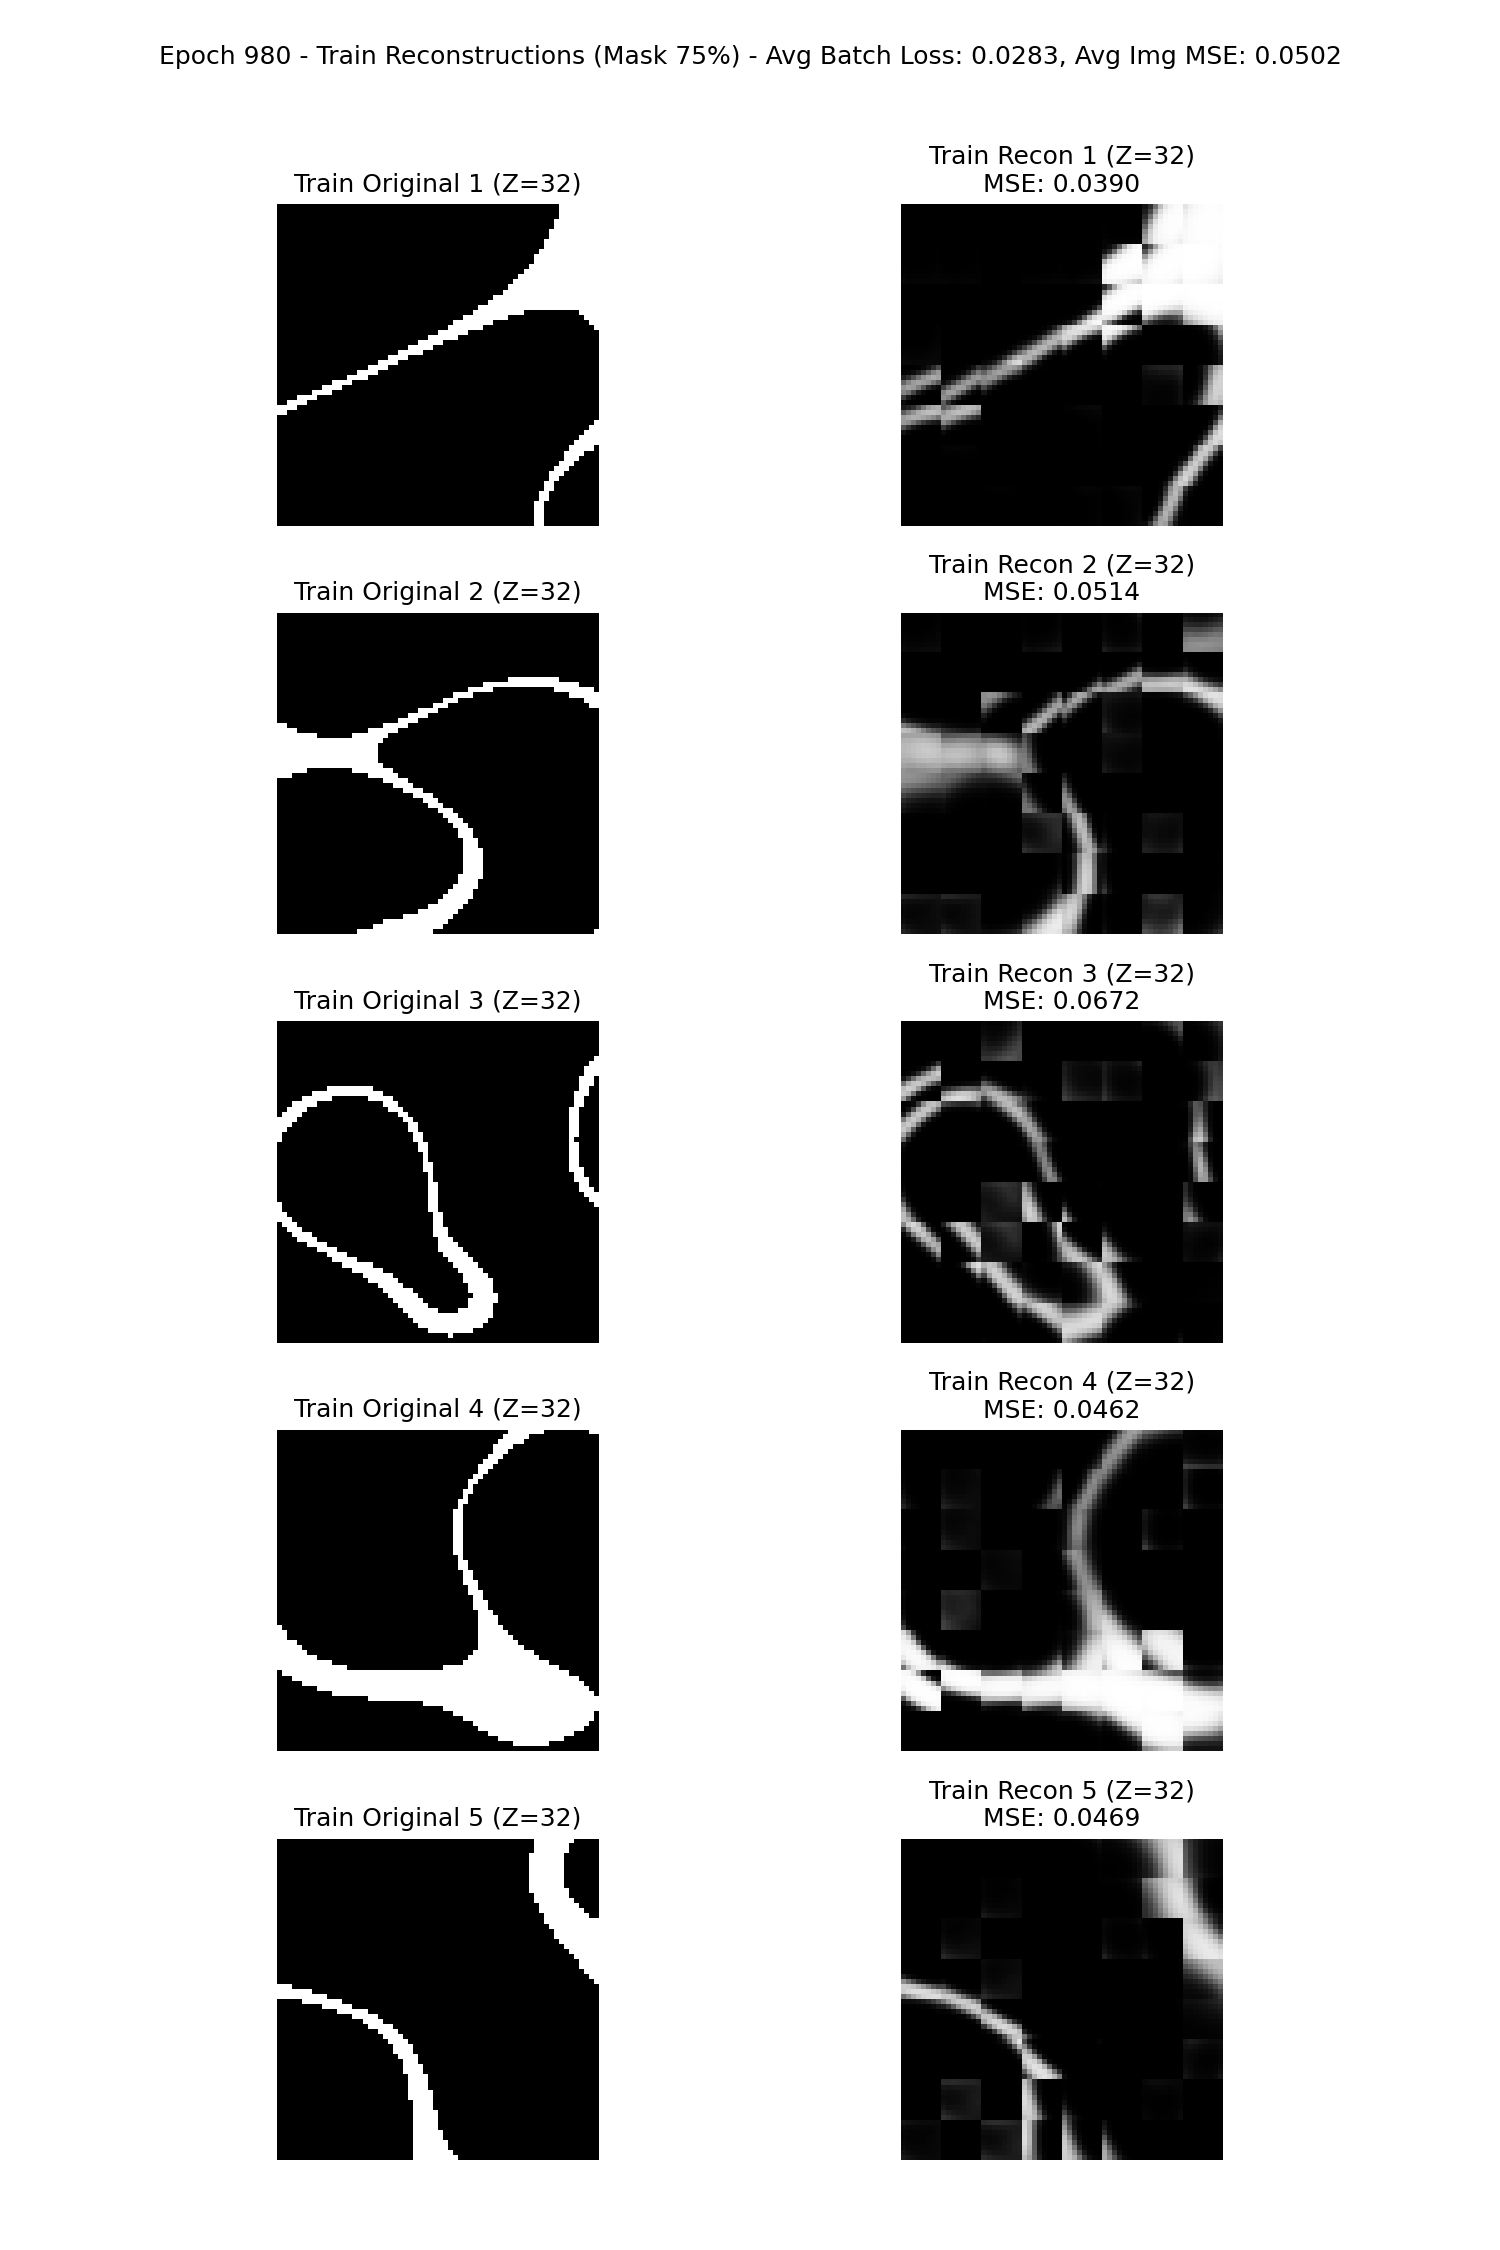 Epoch 980 - Train Reconstructions (Mask 75%) - Avg Batch Loss: 0.0283, Avg Img MSE: 0.0502
Train Original 1 (Z=32)
Train Recon 1 (Z=32)
MSE: 0.0390
Train Original 2 (Z=32)
Train Recon 2 (Z=32)
MSE: 0.0514
Train Original 3 (Z=32)
Train Recon 3 (Z=32)
MSE: 0.0672
Train Original 4 (Z=32)
Train Recon 4 (Z=32)
MSE: 0.0462
Train Original 5 (Z=32)
Train Recon 5 (Z=32)
MSE: 0.0469